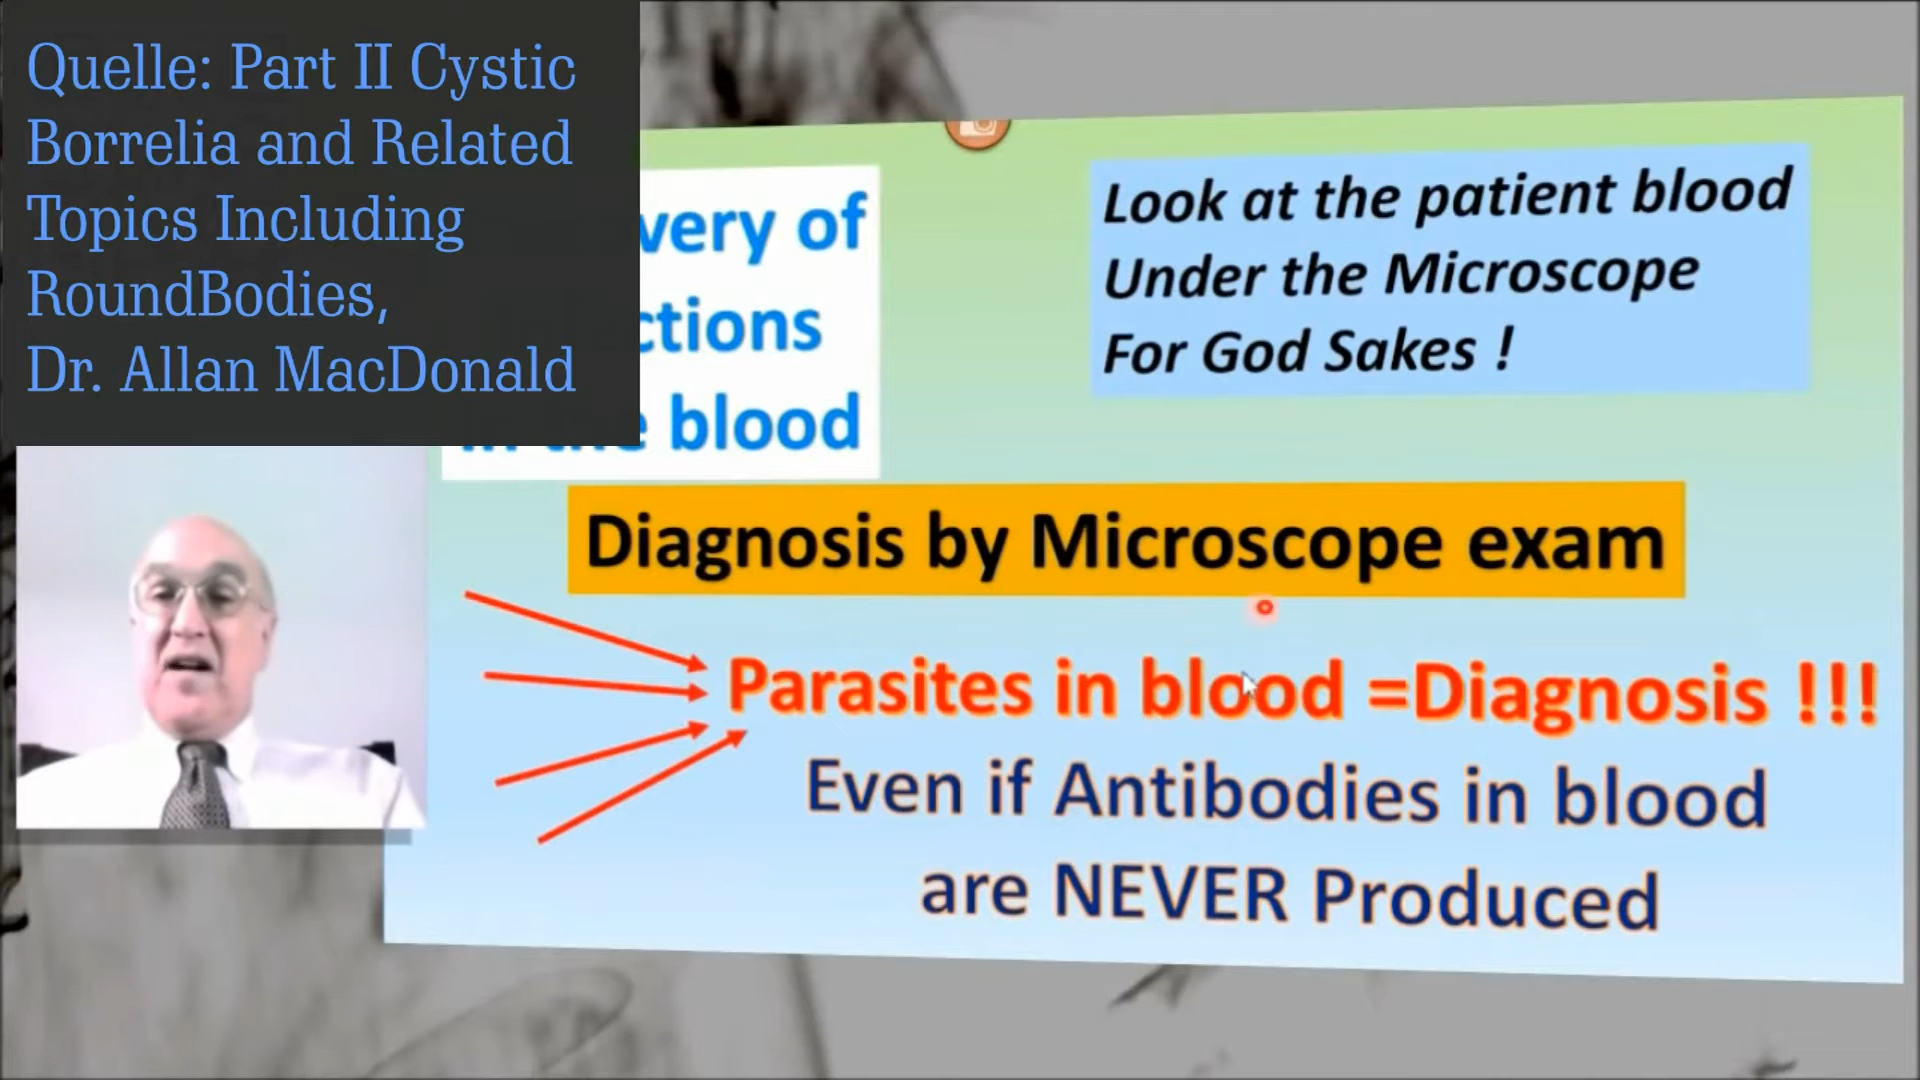 Quelle: Part II Cystic
Borrelia and Related
Topics Including
RoundBodies,
Dr. Allan MacDonald
very of
ctions
in the blood
Look at the patient blood
Under the Microscope
For God Sakes !
Diagnosis by Microscope exam
Parasites in blood =Diagnosis !!!
Even if Antibodies in blood
are NEVER Produced